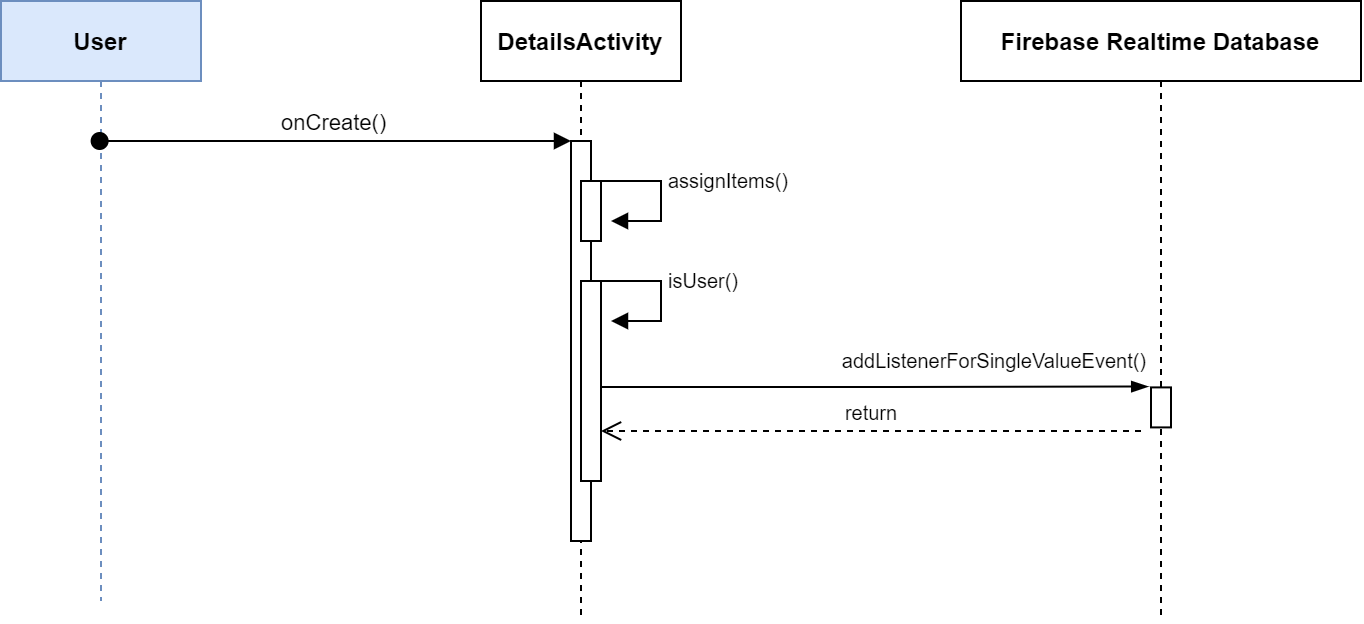 User
DetailsActivity
Firebase Realtime Database
onCreate()
assignItems()
isUser()
addListenerForSingleValueEvent()
return